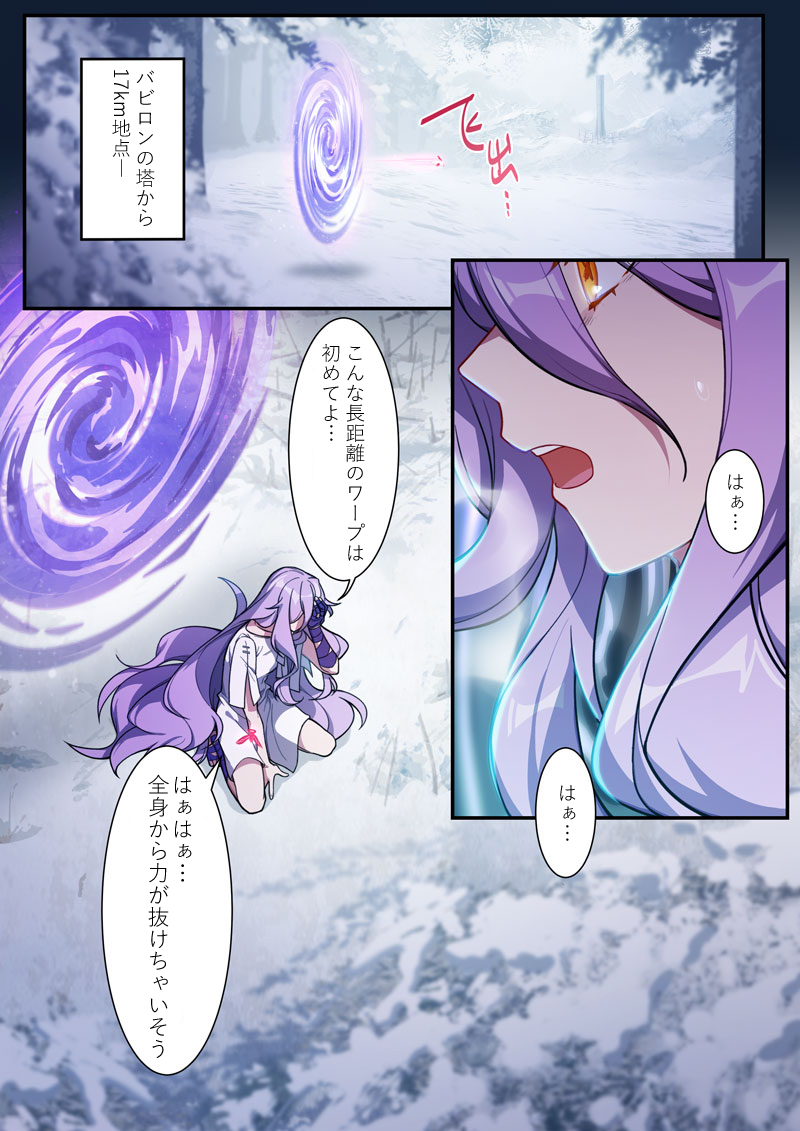 バビロンの塔から
17km地点―
飞出…
はぁ…
はぁ…
こんな長距離のワープは
初めてよ…
はぁはぁ…
全身から力が抜けちゃいそう